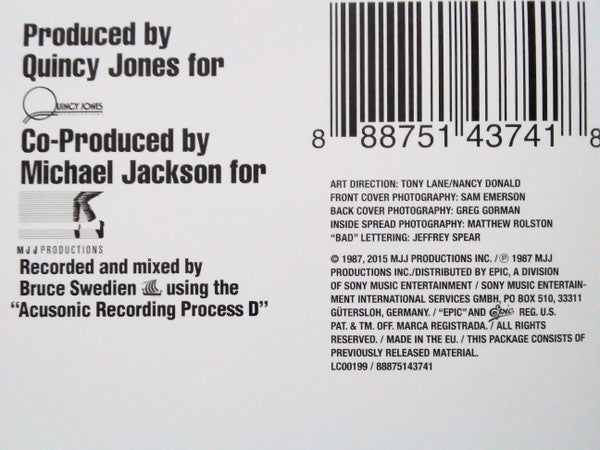 Produced by
Quincy Jones for
QUINCY JONES
Co-Produced by
Michael Jackson for
MJJ PRODUCTIONS
Recorded and mixed by
Bruce Swedien using the
"Acusonic Recording Process D"
8 88751 43741 8
ART DIRECTION: TONY LANE/NANCY DONALD
FRONT COVER PHOTOGRAPHY: SAM EMERSON
BACK COVER PHOTOGRAPHY: GREG GORMAN
INSIDE SPREAD PHOTOGRAPHY: MATTHEW ROLSTON
"BAD" LETTERING: JEFFREY SPEAR
© 1987, 2015 MJJ PRODUCTIONS INC. / ℗ 1987 MJJ
PRODUCTIONS INC./DISTRIBUTED BY EPIC, A DIVISION
OF SONY MUSIC ENTERTAINMENT / SONY MUSIC ENTERTAIN-
MENT INTERNATIONAL SERVICES GMBH, PO BOX 510, 33311
GÜTERSLOH, GERMANY. / "EPIC" AND Epic REG. U.S.
PAT. & TM. OFF. MARCA REGISTRADA. / ALL RIGHTS
RESERVED. / MADE IN THE EU. / THIS PACKAGE CONSISTS OF
PREVIOUSLY RELEASED MATERIAL.
LC00199 / 88875143741